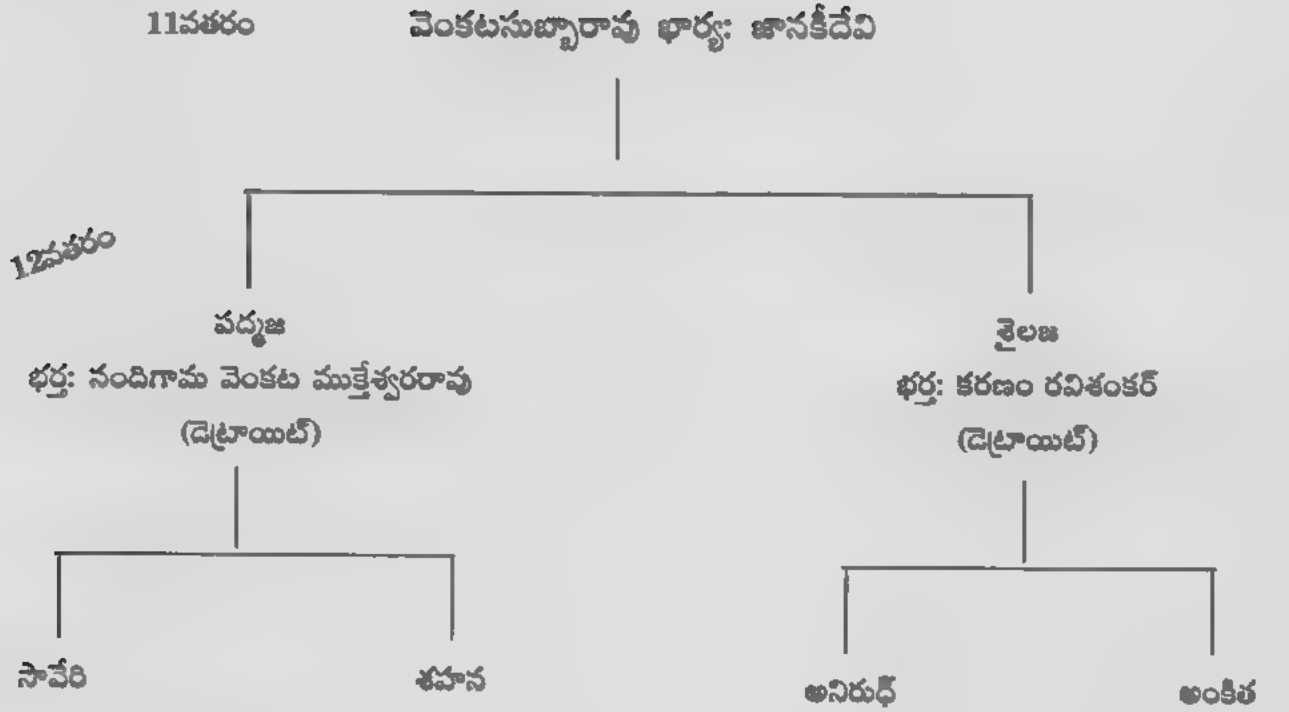 11వతరం వెంకటసుబ్బారావు భార్య: జానకీదేవి
12వతరం
పద్మజ శైలజ
భర్త: నందిగామ వెంకట ముక్తేశ్వరరావు భర్త: కరణం రవిశంకర్
(డెట్రాయిట్) (డెట్రాయిట్)
సావేరి శహన అనిరుధ్ అంకిత